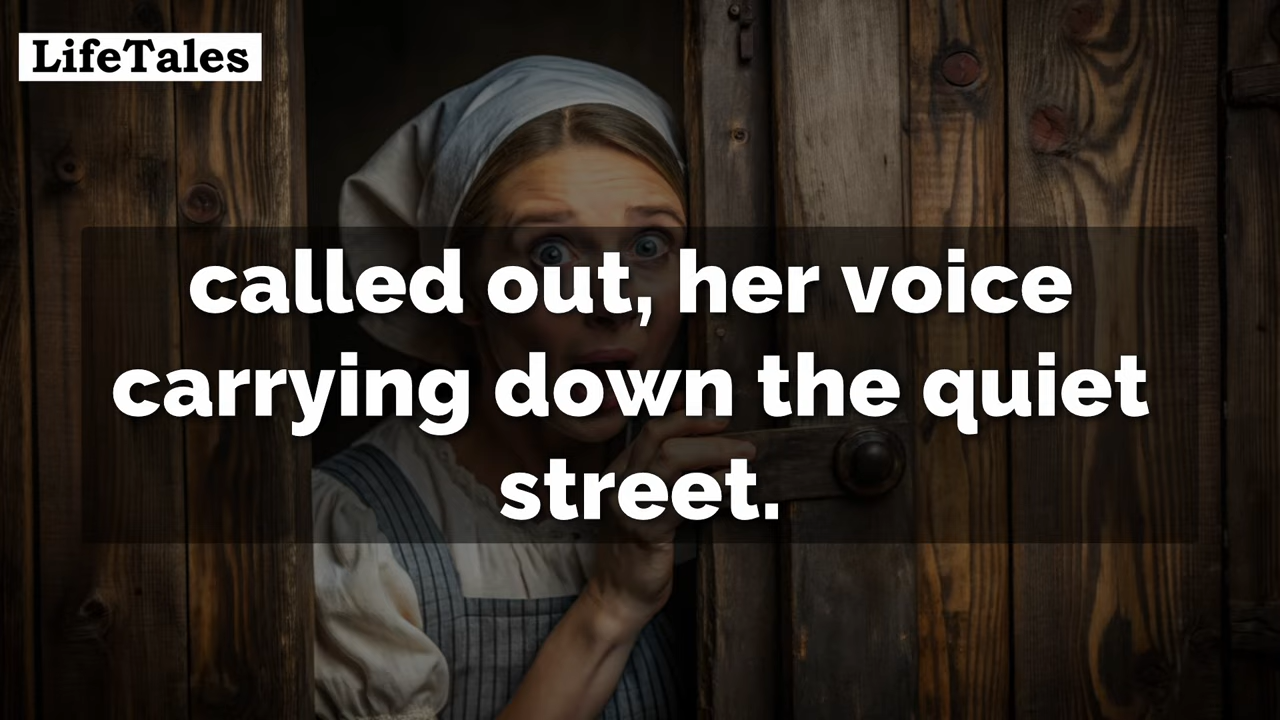 LifeTales
called out, her voice
carrying down the quiet
street.